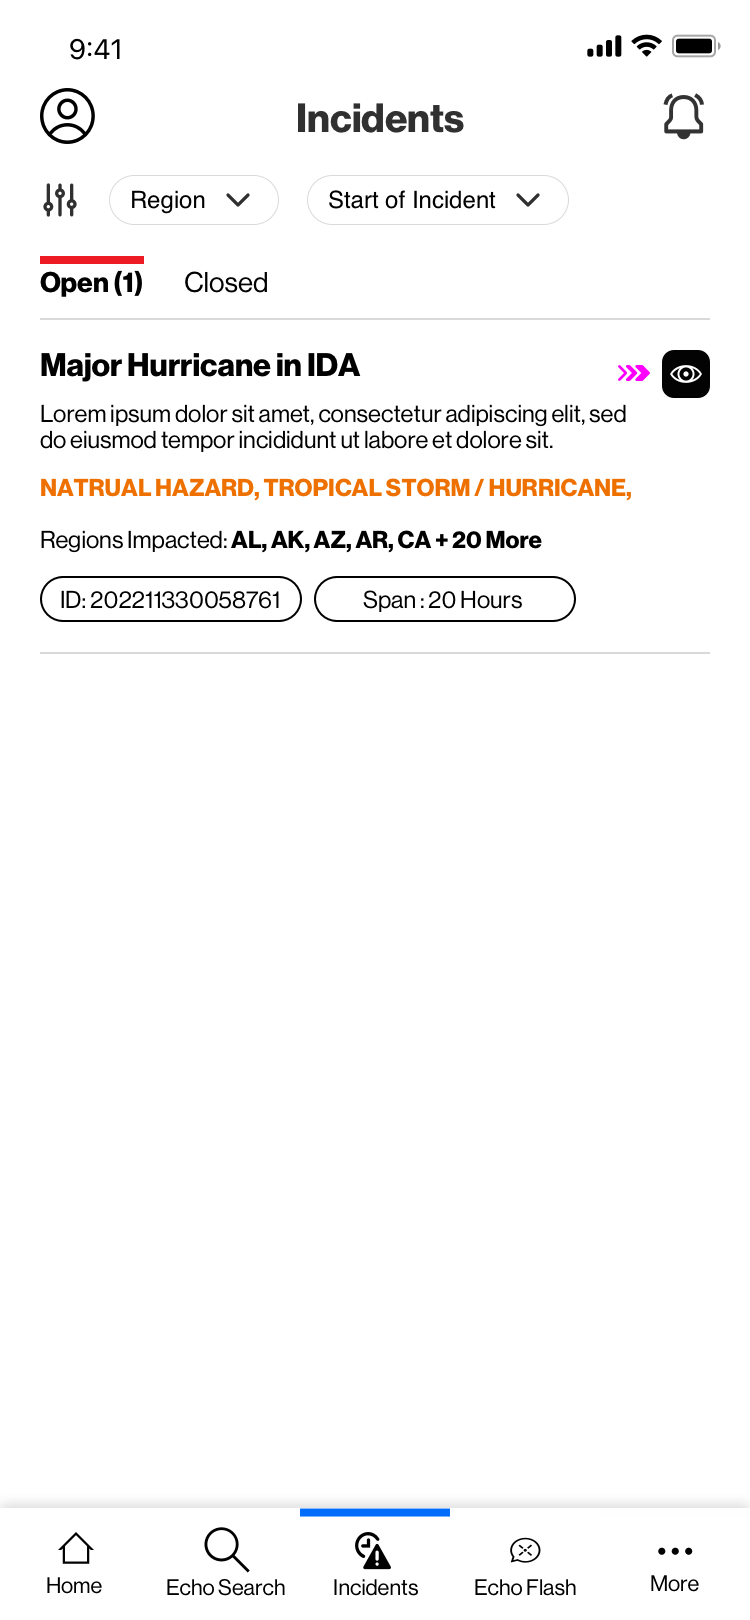 9:41
Incidents
Region
Start of Incident
Open (1)
Closed
Major Hurricane in IDA
Lorem ipsum dolor sit amet, consectetur adipiscing elit, sed
do eiusmod tempor incididunt ut labore et dolore sit.
NATRUAL HAZARD, TROPICAL STORM / HURRICANE,
Regions Impacted: AL, AK, AZ, AR, CA + 20 More
ID: 202211330058761
Span : 20 Hours
Home
Echo Search
Incidents
Echo Flash
More